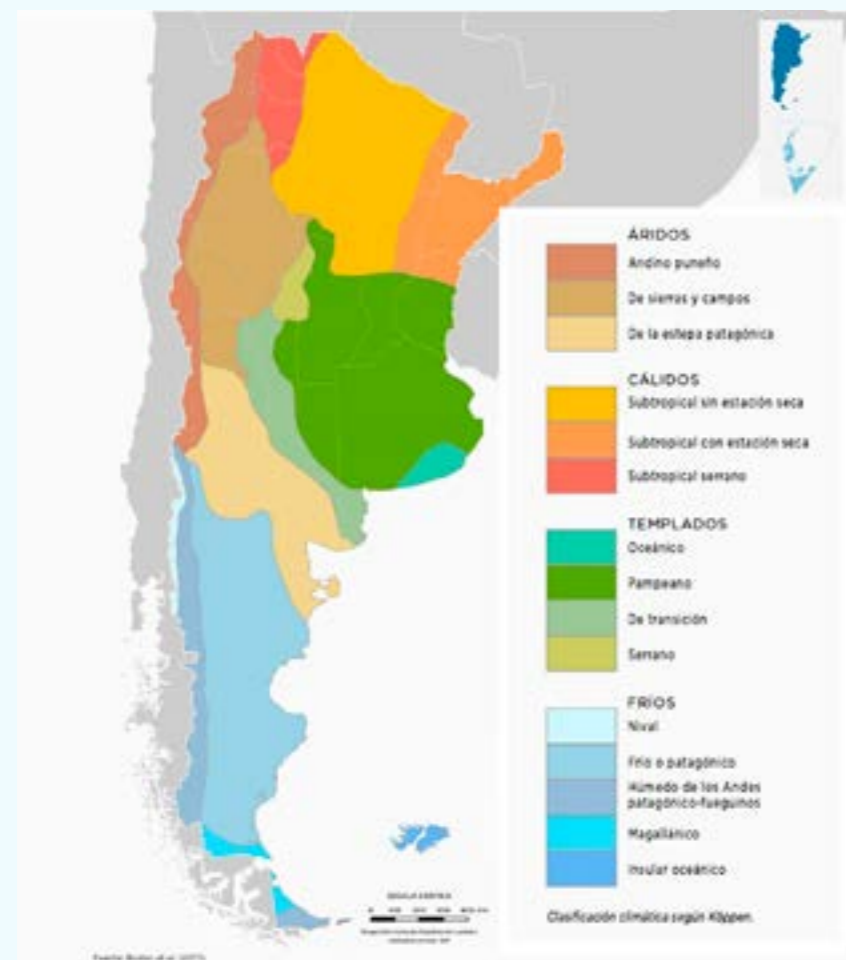 ÁRIDOS
Andino puneño
De sierras y campos
De la estepa patagónica
CÁLIDOS
Subtropical sin estación seca
Subtropical con estación seca
Subtropical serrano
TEMPLADOS
Oceánico
Pampeano
De transición
Serrano
FRÍOS
Nival
Frío o patagónico
Húmedo de los Andes
patagónico-fueguinos
Magallánico
Insular oceánico
Clasificación climática según Köppen.